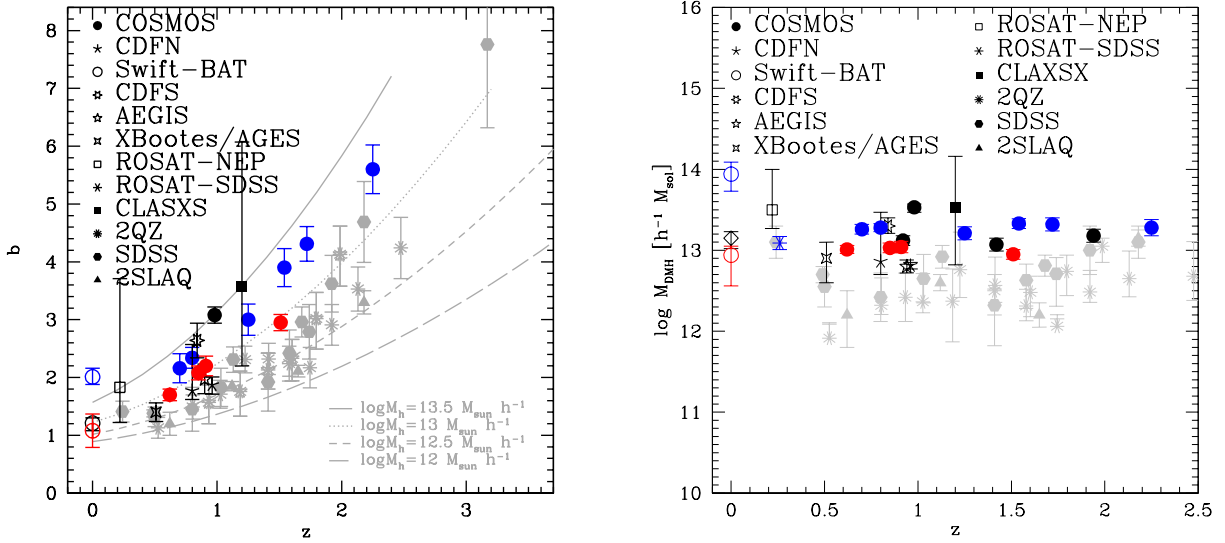 8
6
4
2
0
b
0
1
2
3
z
COSMOS
CDFN
Swift-BAT
CDFS
AEGIS
XBootes/AGES
ROSAT-NEP
ROSAT-SDSS
CLASXS
2QZ
SDSS
2SLAQ
logM_h=13.5 M_sun h⁻¹
logM_h=13 M_sun h⁻¹
logM_h=12.5 M_sun h⁻¹
logM_h=12 M_sun h⁻¹
16
15
14
13
12
11
10
log M_DMH [h⁻¹ M_sol]
0
0.5
1
1.5
2
2.5
z
COSMOS
CDFN
Swift-BAT
CDFS
AEGIS
XBootes/AGES
ROSAT-NEP
ROSAT-SDSS
CLAXSX
2QZ
SDSS
2SLAQ